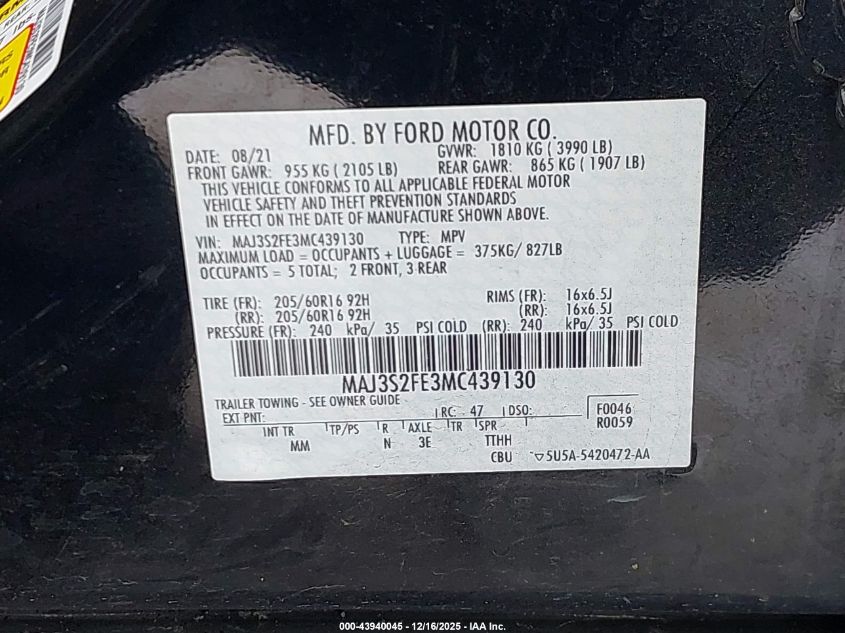 MFD. BY FORD MOTOR CO.
DATE: 08/21 GVWR: 1810 KG ( 3990 LB)
FRONT GAWR: 955 KG ( 2105 LB) REAR GAWR: 865 KG ( 1907 LB)
THIS VEHICLE CONFORMS TO ALL APPLICABLE FEDERAL MOTOR
VEHICLE SAFETY AND THEFT PREVENTION STANDARDS
IN EFFECT ON THE DATE OF MANUFACTURE SHOWN ABOVE.
VIN: MAJ3S2FE3MC439130 TYPE: MPV
MAXIMUM LOAD = OCCUPANTS + LUGGAGE = 375KG/ 827LB
OCCUPANTS = 5 TOTAL; 2 FRONT, 3 REAR
TIRE (FR): 205/60R16 92H RIMS (FR): 16x6.5J
(RR): 205/60R16 92H (RR): 16x6.5J
PRESSURE (FR): 240 kPa/ 35 PSI COLD (RR): 240 kPa/ 35 PSI COLD
MAJ3S2FE3MC439130
TRAILER TOWING - SEE OWNER GUIDE
EXT PNT: RC: 47 DSO: F0046
R0059
INT TR TP/PS R AXLE TR SPR
MM N 3E TTHH
CBU 5U5A-5420472-AA
000-43940045 - 12/16/2025 - IAA Inc.